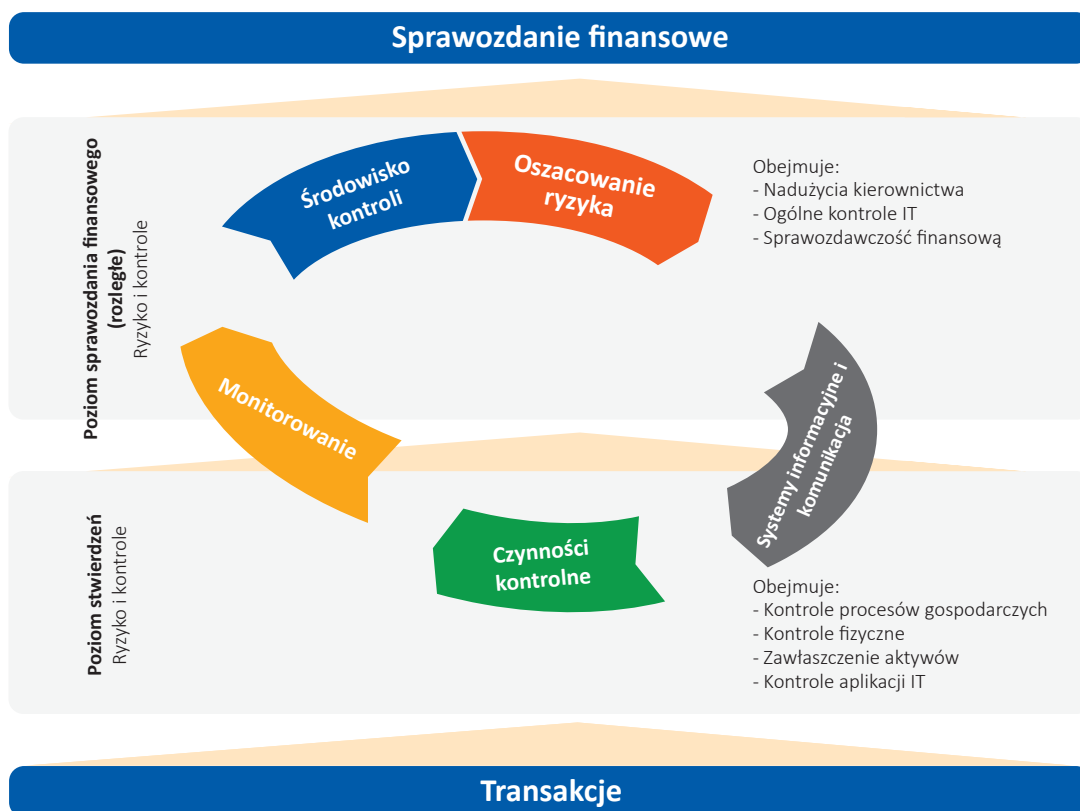 Sprawozdanie finansowe
Poziom sprawozdania finansowego
(rozległe)
Ryzyko i kontrole
Środowisko
kontroli
Oszacowanie
ryzyka
Obejmuje:
- Nadużycia kierownictwa
- Ogólne kontrole IT
- Sprawozdawczość finansową
Monitorowanie
Systemy informacyjne i
komunikacja
Poziom stwierdzeń
Ryzyko i kontrole
Czynności
kontrolne
Obejmuje:
- Kontrole procesów gospodarczych
- Kontrole fizyczne
- Zawłaszczenie aktywów
- Kontrole aplikacji IT
Transakcje